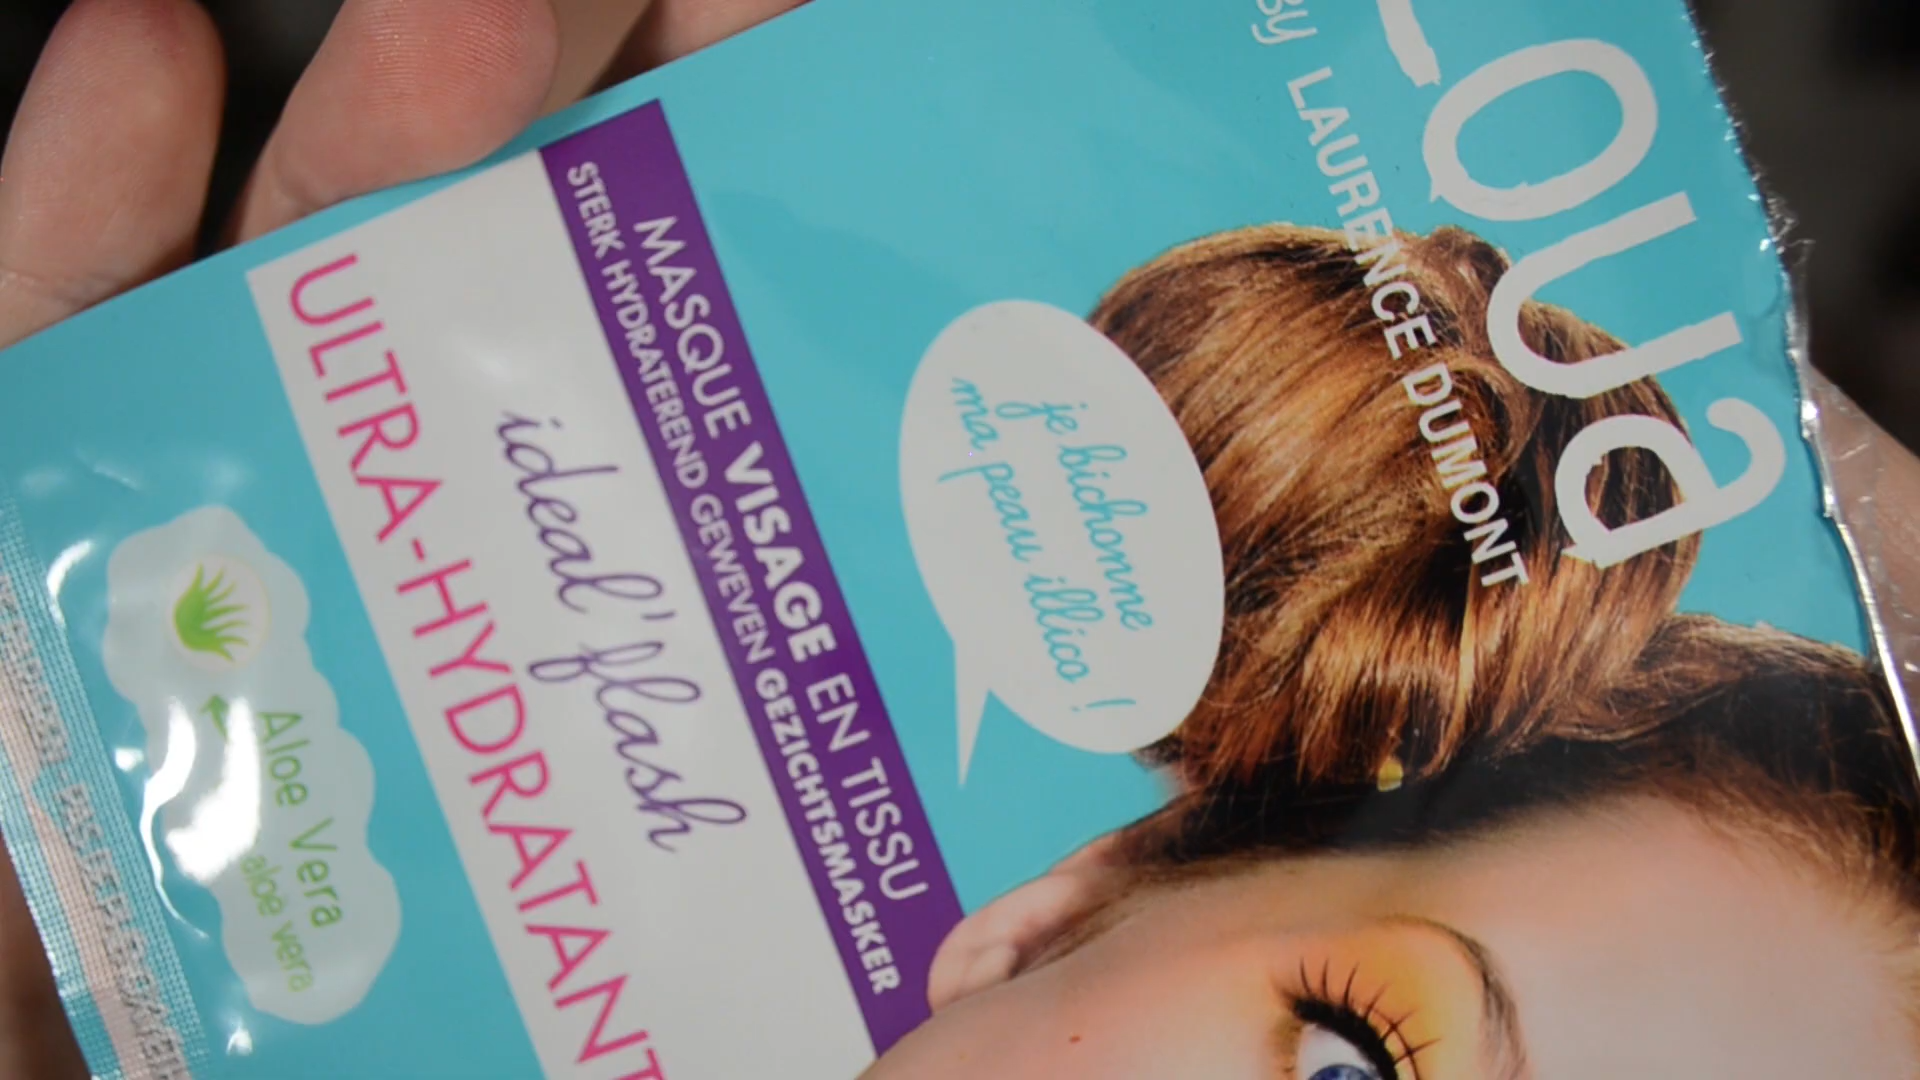 Loua
BY LAURENCE DUMONT
je bichonne
ma peau illico !
MASQUE VISAGE EN TISSU
STERK HYDRATEREND GEWEVEN GEZICHTSMASKER
ideal' flash
ULTRA-HYDRATANT
Aloe Vera
aloe vera